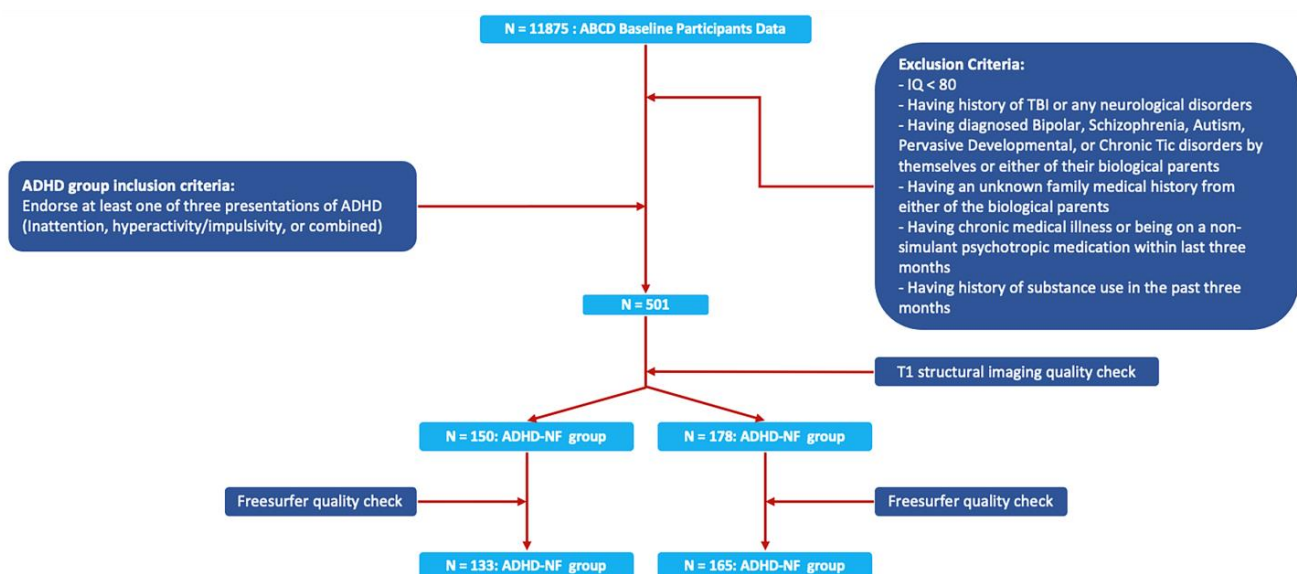 N = 11875 : ABCD Baseline Participants Data
Exclusion Criteria:
- IQ < 80
- Having history of TBI or any neurological disorders
- Having diagnosed Bipolar, Schizophrenia, Autism,
Pervasive Developmental, or Chronic Tic disorders by
themselves or either of their biological parents
- Having an unknown family medical history from
either of the biological parents
- Having chronic medical illness or being on a non-
simulant psychotropic medication within last three
months
- Having history of substance use in the past three
months
ADHD group inclusion criteria:
Endorse at least one of three presentations of ADHD
(Inattention, hyperactivity/impulsivity, or combined)
N = 501
T1 structural imaging quality check
N = 150: ADHD-NF group
N = 178: ADHD-NF group
Freesurfer quality check
Freesurfer quality check
N = 133: ADHD-NF group
N = 165: ADHD-NF group